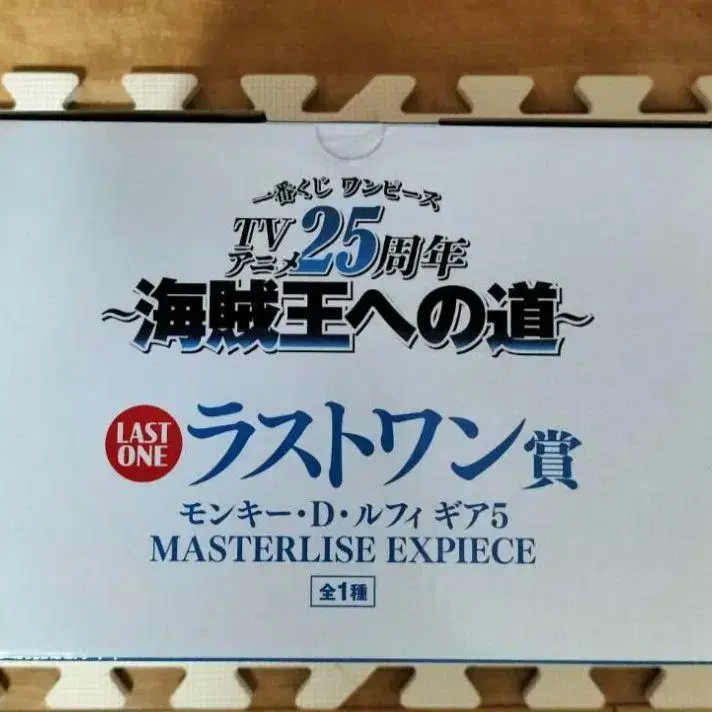 一番くじ ワンピース
TV
アニメ25周年
～海賊王への道～
LAST
ONE
ラストワン賞
モンキー・D・ルフィ ギア5
MASTERLISE EXPIECE
全1種